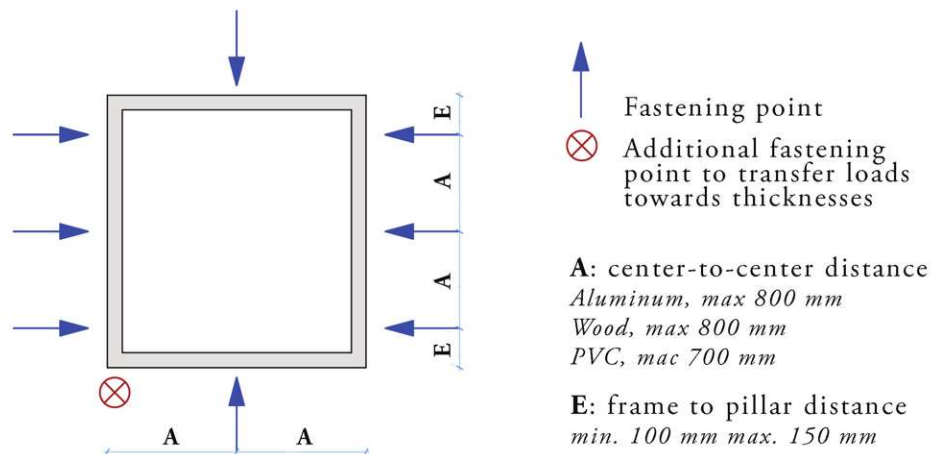 E
A
A
E
A A
Fastening point
Additional fastening
point to transfer loads
towards thicknesses
A: center-to-center distance
Aluminum, max 800 mm
Wood, max 800 mm
PVC, mac 700 mm
E: frame to pillar distance
min. 100 mm max. 150 mm